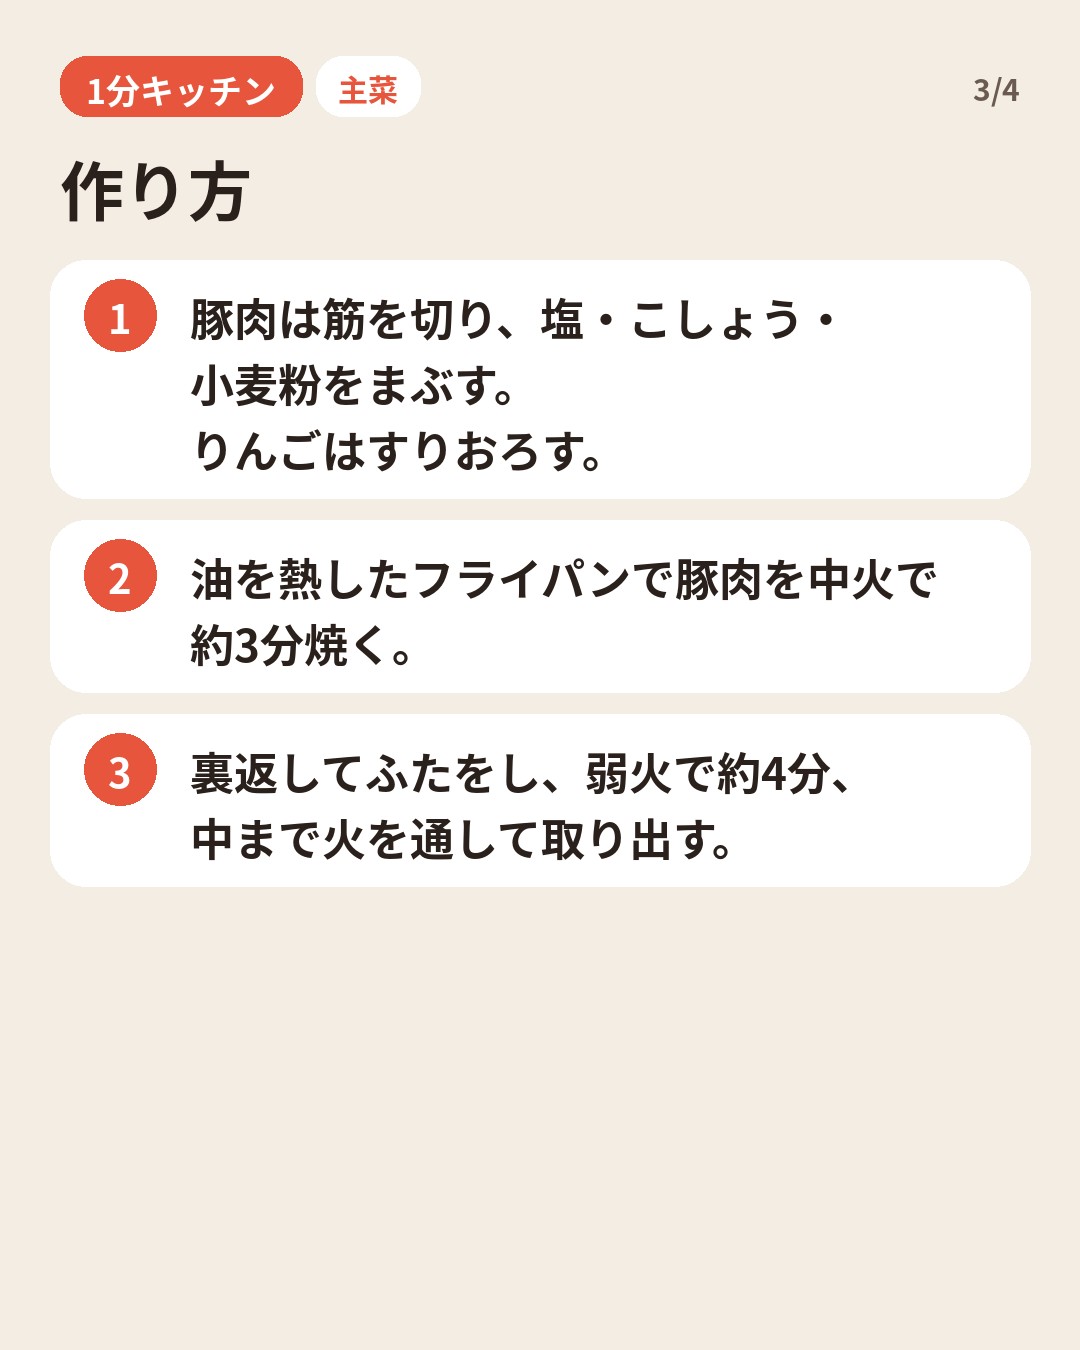 1分キッチン 主菜 3/4
作り方
1 豚肉は筋を切り、塩・こしょう・
小麦粉をまぶす。
りんごはすりおろす。
2 油を熱したフライパンで豚肉を中火で
約3分焼く。
3 裏返してふたをし、弱火で約4分、
中まで火を通して取り出す。